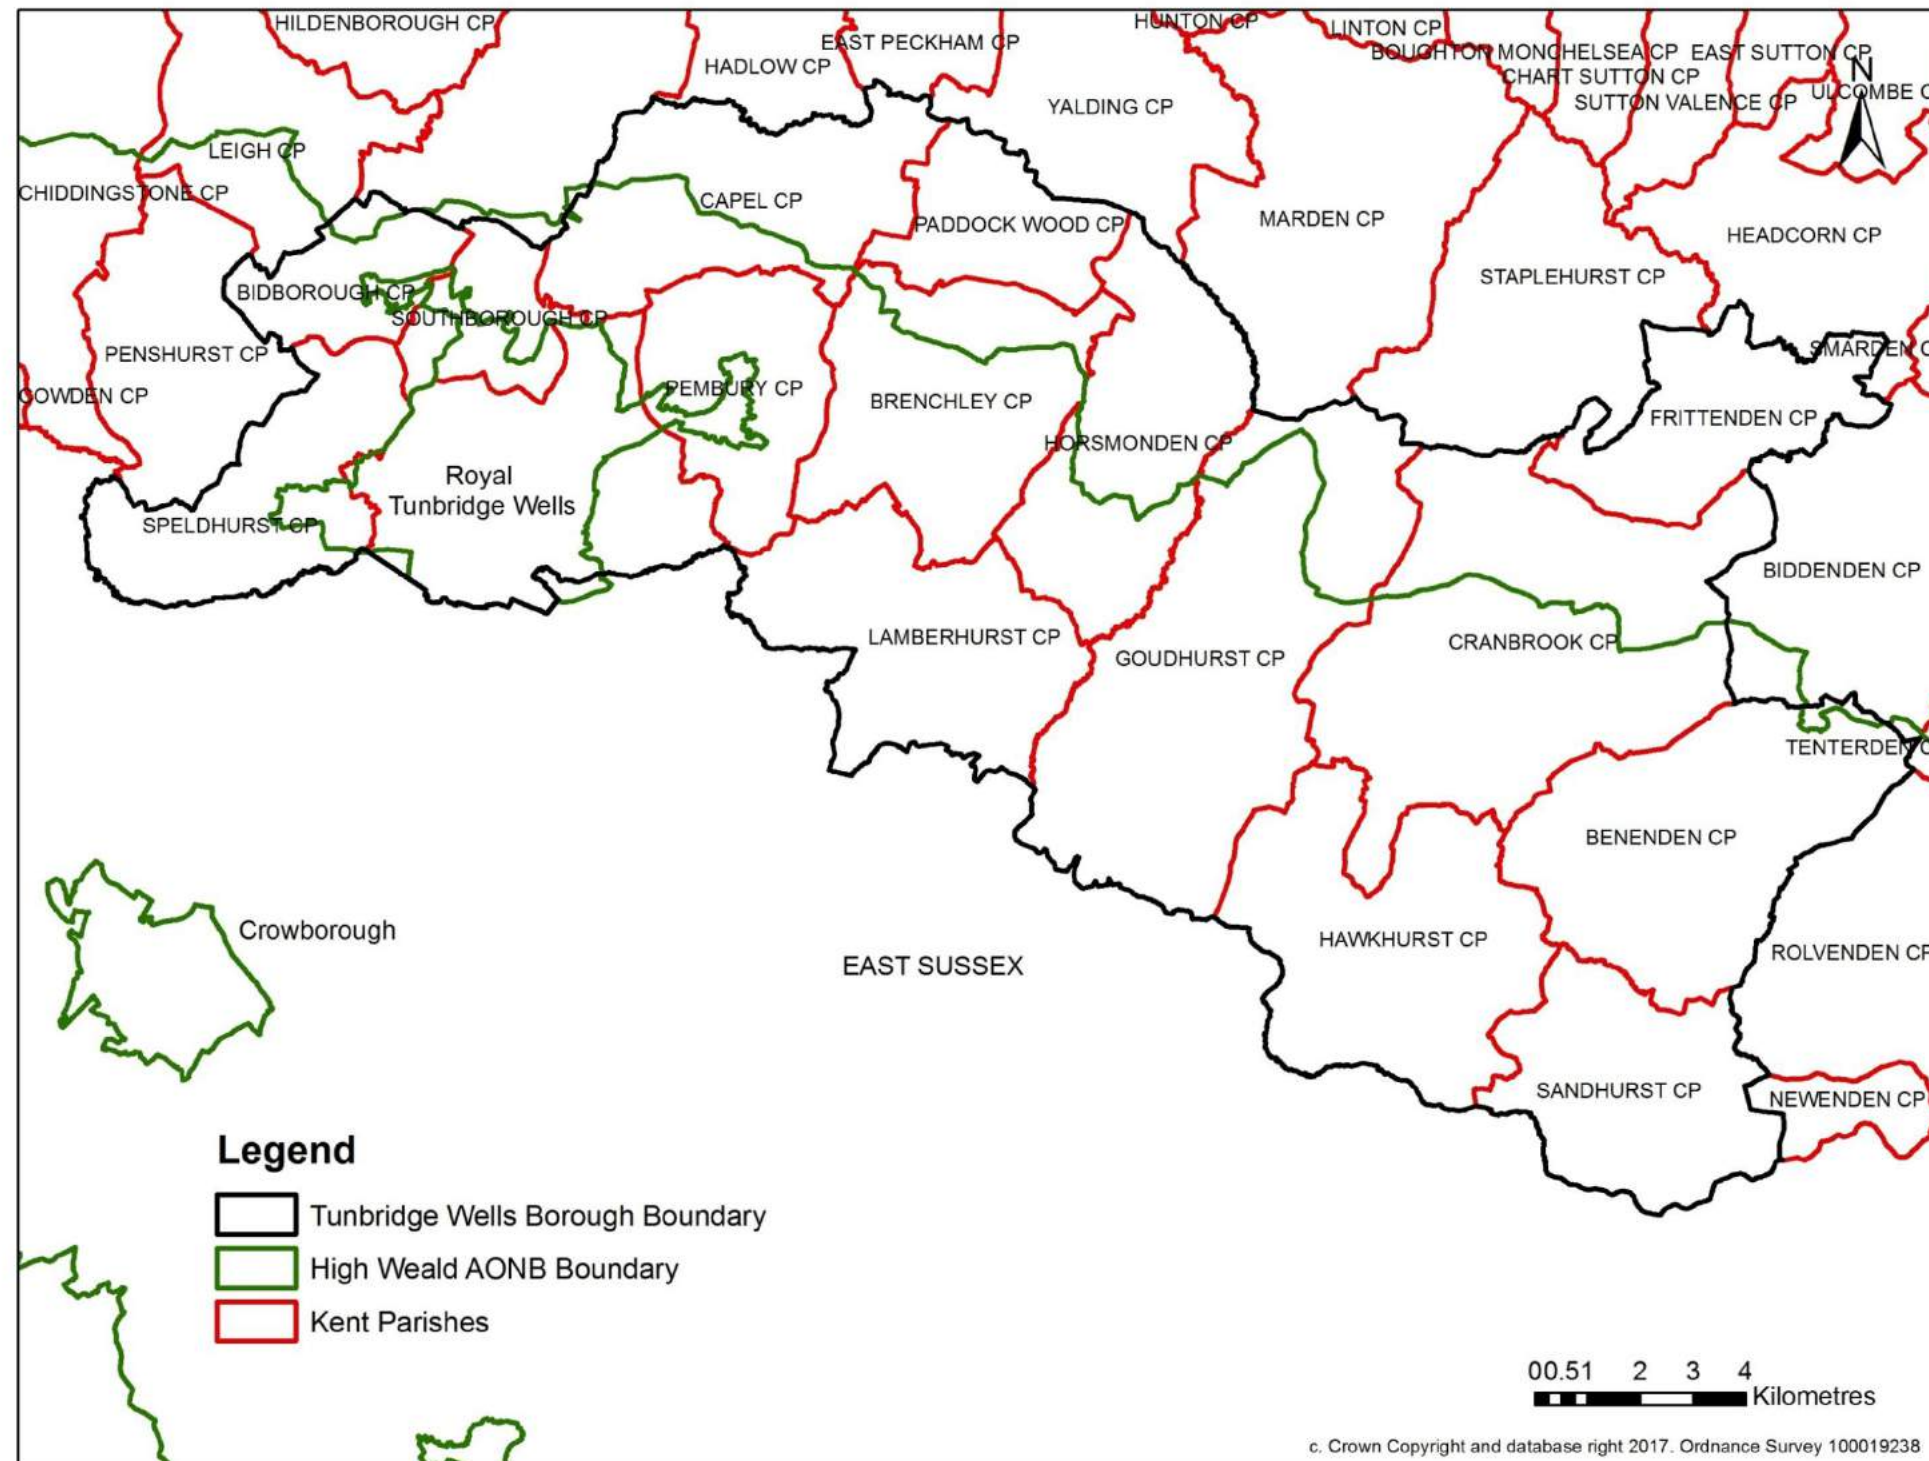 HILDENBOROUGH CP
HUNTON CP
LINTON CP
EAST PECKHAM CP
BOUGHTON MONCHELSEA CP
EAST SUTTON CP
HADLOW CP
CHART SUTTON CP
N
YALDING CP
SUTTON VALENCE CP
ULCOMBE C
LEIGH CP
CHIDDINGSTONE CP
CAPEL CP
PADDOCK WOOD CP
MARDEN CP
HEADCORN CP
STAPLEHURST CP
BIDBOROUGH CP
SOUTHBOROUGH CP
PENSHURST CP
SMARDEN C
COWDEN CP
PEMBURY CP
BRENCHLEY CP
FRITTENDEN CP
HORSMONDEN CP
Royal
Tunbridge Wells
SPELDHURST CP
BIDDENDEN CP
LAMBERHURST CP
GOUDHURST CP
CRANBROOK CP
TENTERDEN C
BENENDEN CP
Crowborough
HAWKHURST CP
ROLVENDEN CP
EAST SUSSEX
SANDHURST CP
NEWENDEN CP
Legend
Tunbridge Wells Borough Boundary
High Weald AONB Boundary
Kent Parishes
00.51 2 3 4
Kilometres
c. Crown Copyright and database right 2017. Ordnance Survey 100019238